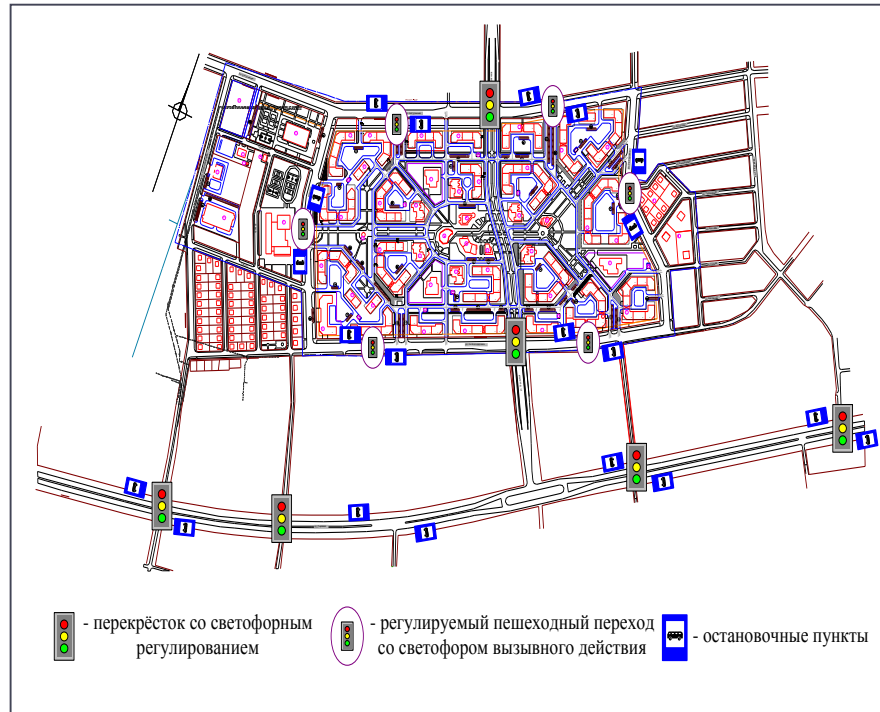 - перекрёсток со светофорным
регулированием
- регулируемый пешеходный переход
со светофором вызывного действия
- остановочные пункты